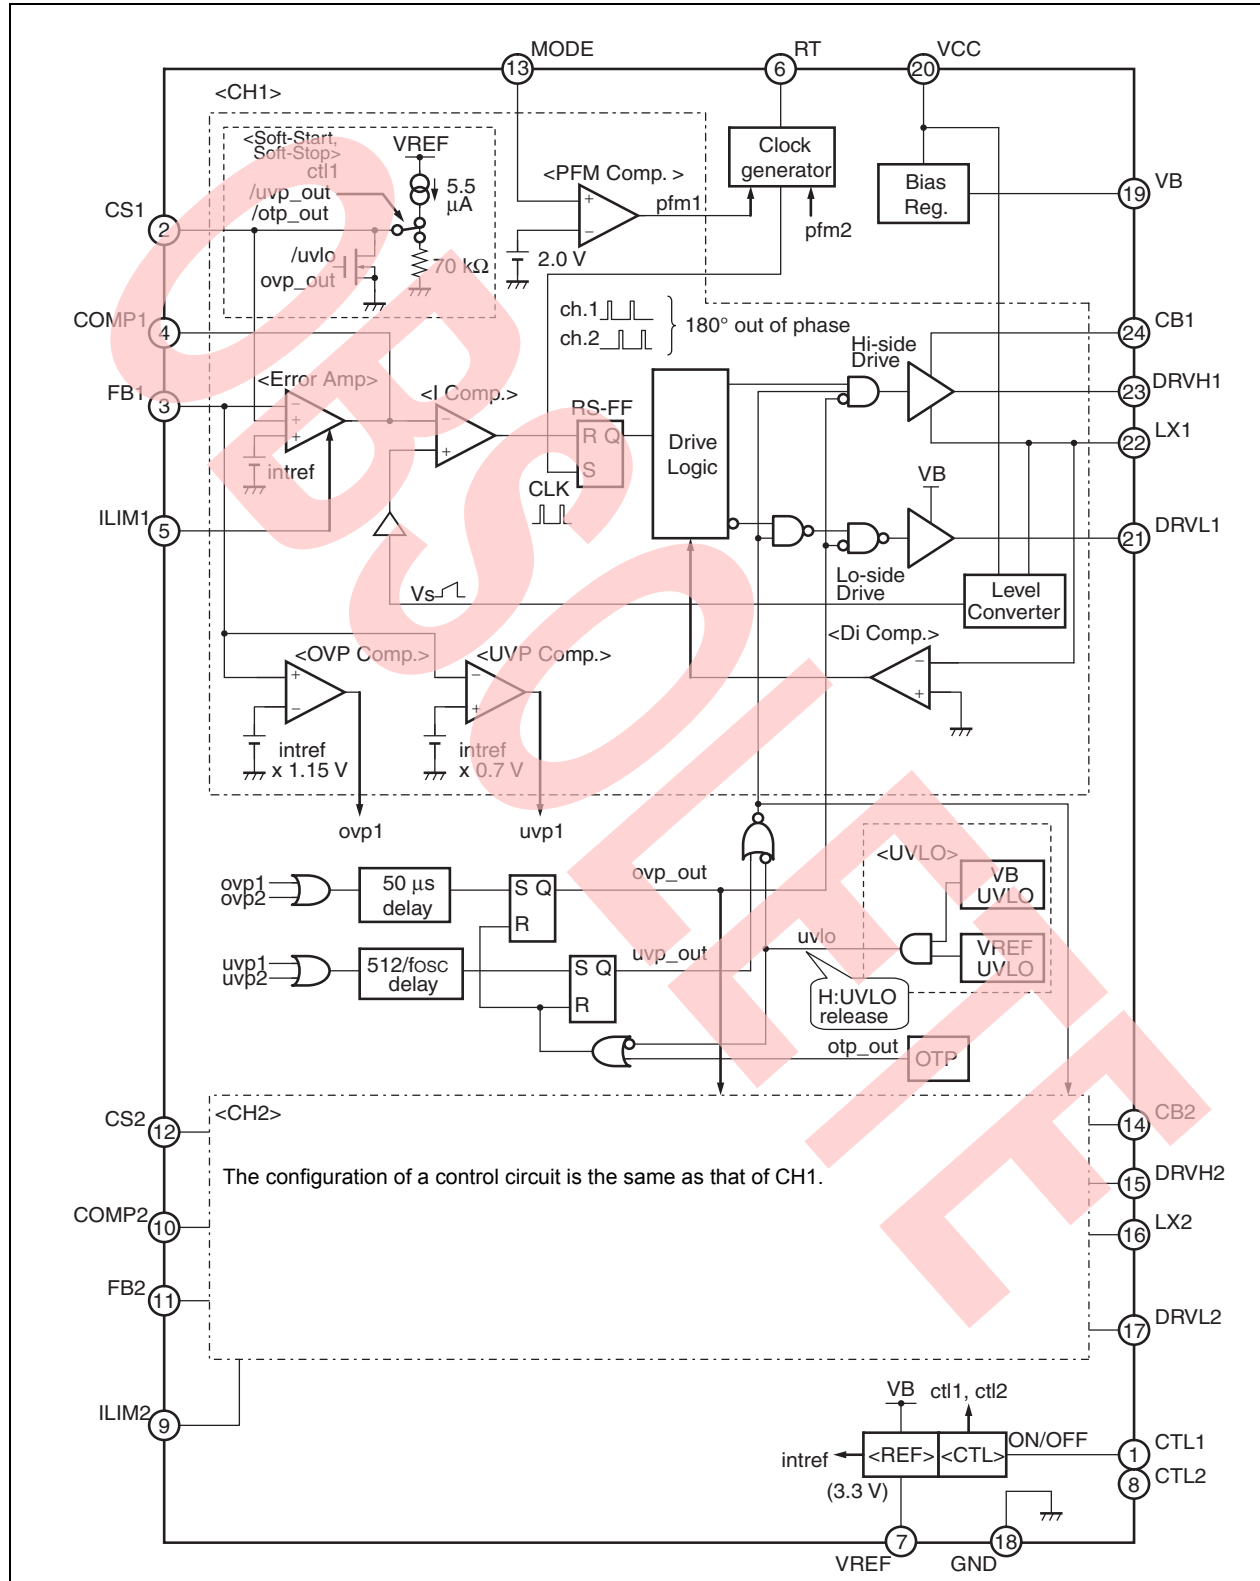 MODE
RT
VCC
13
6
20
<CH1>
<Soft-Start,
Soft-Stop>
ctl1
/uvp_out
/otp_out
VREF
5.5
µA
70 kΩ
/uvlo
ovp_out
CS1
2
<PFM Comp.>
+
−
pfm1
2.0 V
Clock
generator
pfm2
Bias
Reg.
VB
19
COMP1
4
ch.1
ch.2
180° out of phase
CB1
24
Hi-side
Drive
FB1
3
<Error Amp>
−
+
+
intref
<I Comp.>
−
+
RS-FF
R Q
S
CLK
Drive
Logic
DRVH1
23
LX1
22
VB
ILIM1
5
DRVL1
21
Lo-side
Drive
Vs
Level
Converter
<Di Comp.>
−
+
<OVP Comp.>
+
−
intref
x 1.15 V
<UVP Comp.>
−
+
intref
x 0.7 V
ovp1
uvp1
ovp1
ovp2
50 µs
delay
S Q
R
ovp_out
<UVLO>
VB
UVLO
VREF
UVLO
uvlo
uvp1
uvp2
512/fOSC
delay
S Q
R
uvp_out
H:UVLO
release
otp_out
OTP
CS2
12
<CH2>
CB2
14
The configuration of a control circuit is the same as that of CH1.
DRVH2
15
COMP2
10
LX2
16
FB2
11
DRVL2
17
ILIM2
9
VB
ctl1, ctl2
intref
<REF>
<CTL>
ON/OFF
(3.3 V)
1
CTL1
8
CTL2
7
VREF
18
GND
OBSOLETE